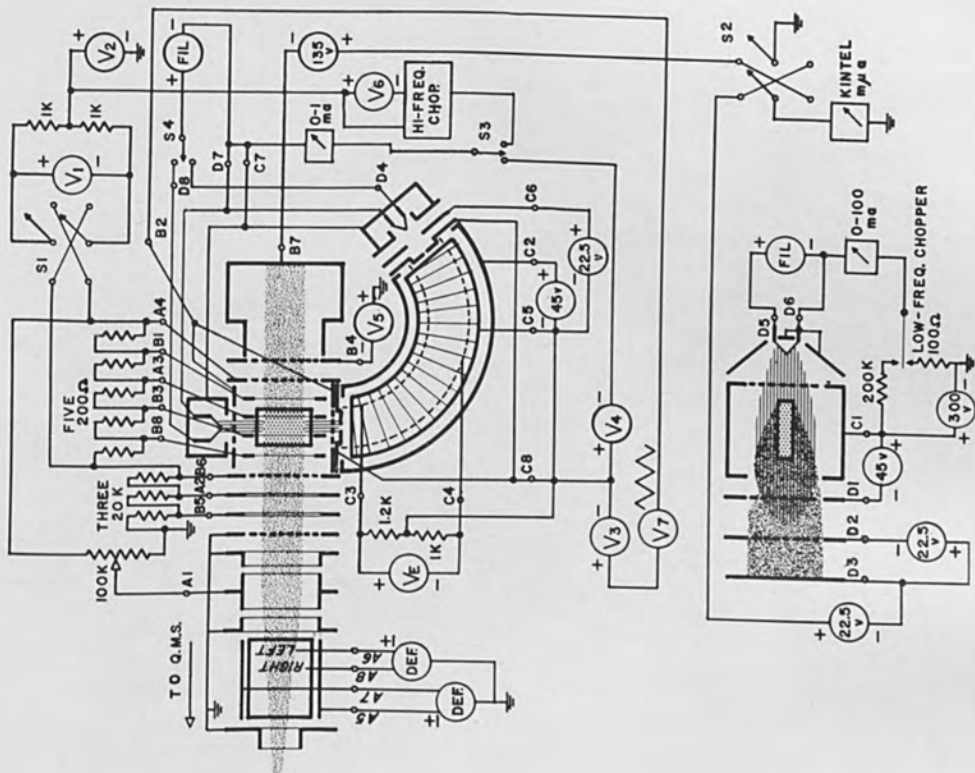 S2
KINTEL
mμa
135
v
B7
FIL
V2
V6
HI-FREQ.
CHOP.
S3
0-1
ma
S4
D8
D7
C7
D4
1K
1K
V1
S1
B2
A4
B1
A3
B3
B8
FIVE
200Ω
THREE
20K
B5
A2
B6
100K
A1
TO Q.M.S.
LEFT
RIGHT
A6
A8
A7
A5
DEF.
DEF.
B4
V5
C6
C2
C5
22.5
v
45v
C3
C4
C8
1.2K
1K
VE
V4
V3
V7
FIL
0-100
ma
LOW-FREQ. CHOPPER
100Ω
D5
D6
200K
300
v
C1
45v
D1
D2
D3
22.5
v
22.5
v